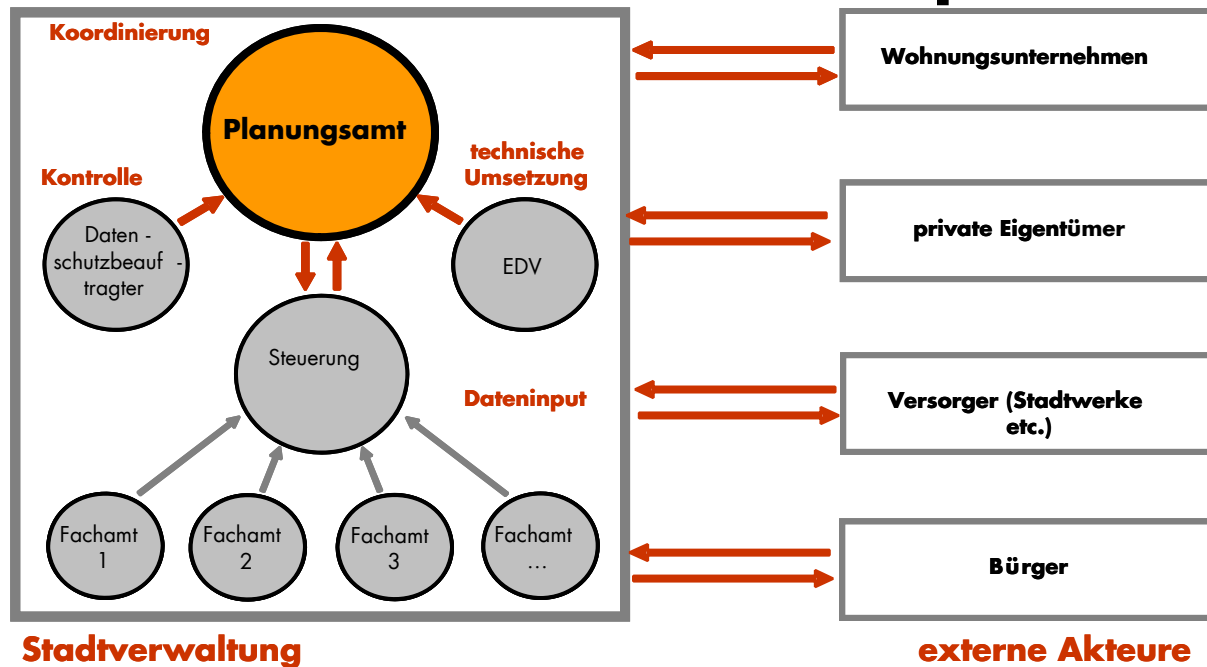 Koordinierung
Planungsamt
Kontrolle
technische
Umsetzung
Daten -
schutzbeauf -
tragter
EDV
Steuerung
Dateninput
Fachamt
1
Fachamt
2
Fachamt
3
Fachamt
...
Stadtverwaltung
Wohnungsunternehmen
private Eigentümer
Versorger (Stadtwerke
etc.)
Bürger
externe Akteure